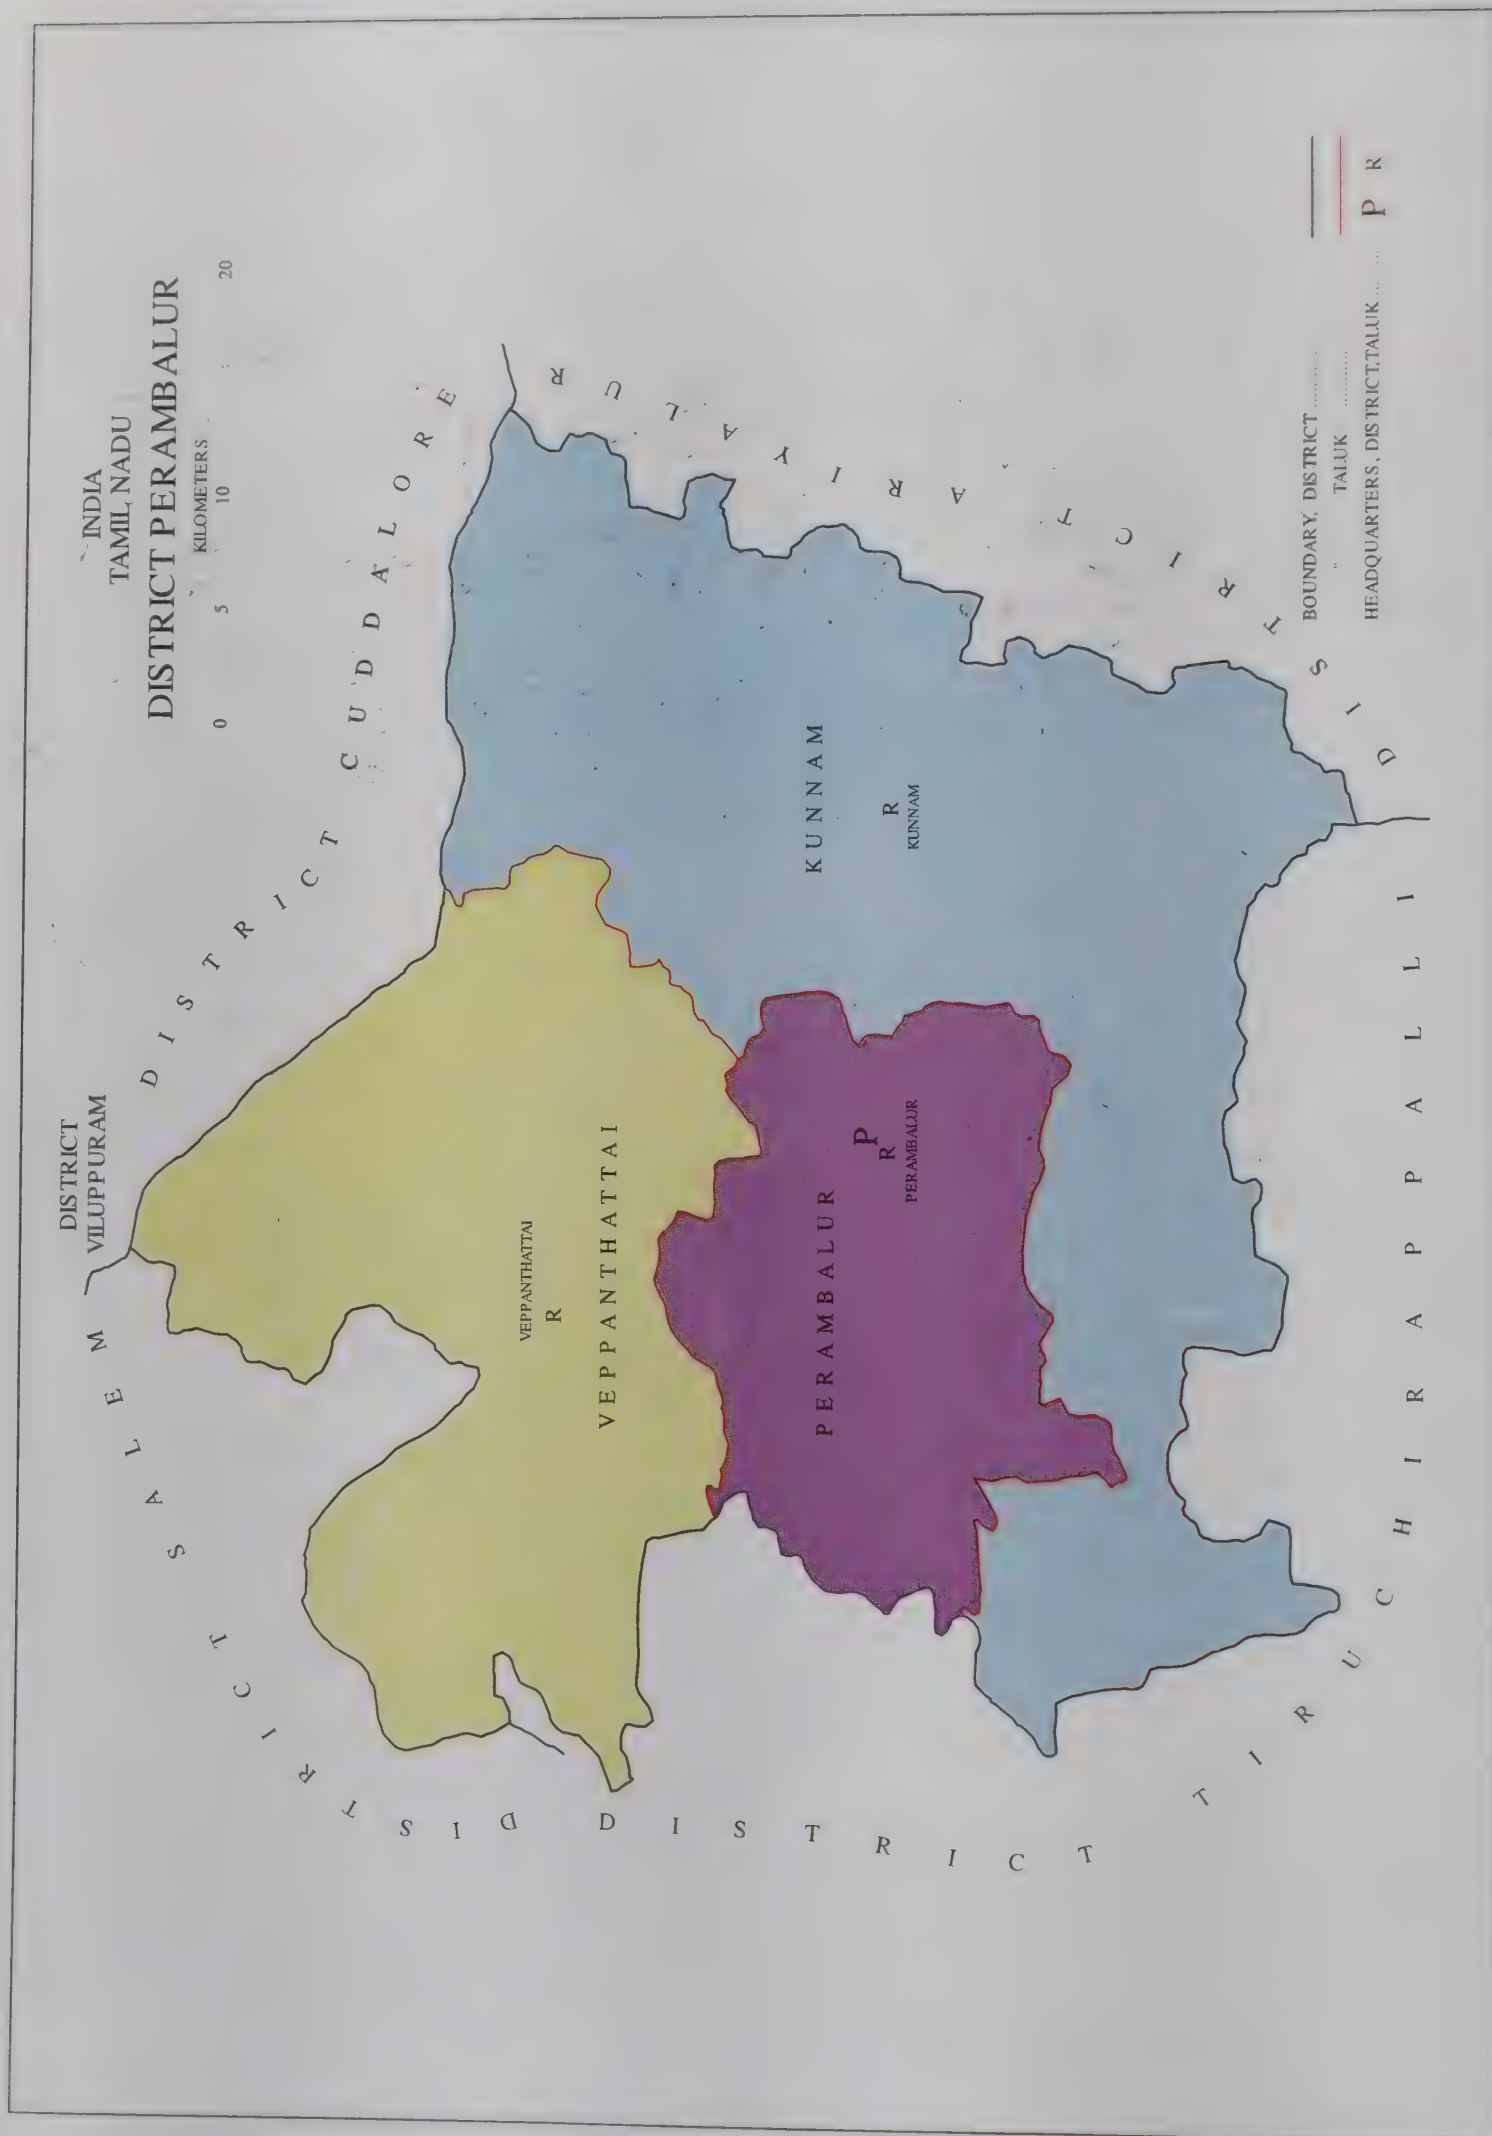 INDIA
TAMIL NADU
DISTRICT PERAMBALUR
KILOMETERS
0 5 10 20
DISTRICT
VILUPPURAM
DISTRICT CUDDALORE
DISTRICT SALEM
DISTRICT ARIYALUR
DISTRICT TIRUCHIRAPPALLI
VEPPANTHATTAI
R
VEPPANTHATTAI
PERAMBALUR
P
R
PERAMBALUR
KUNNAM
R
KUNNAM
BOUNDARY, DISTRICT ..........
" TALUK ..........
HEADQUARTERS, DISTRICT,TALUK ... ... P R